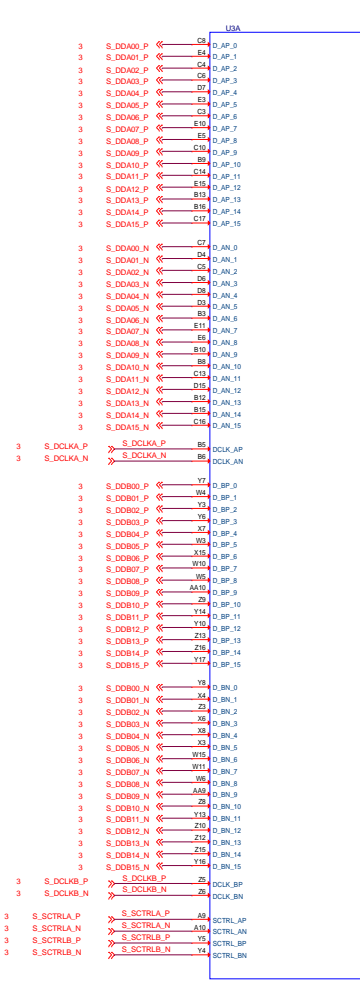 U3A
3 S_DDA00_P C8 D_AP_0
3 S_DDA01_P E4 D_AP_1
3 S_DDA02_P C4 D_AP_2
3 S_DDA03_P C6 D_AP_3
3 S_DDA04_P D7 D_AP_4
3 S_DDA05_P E3 D_AP_5
3 S_DDA06_P C3 D_AP_6
3 S_DDA07_P E10 D_AP_7
3 S_DDA08_P E5 D_AP_8
3 S_DDA09_P C10 D_AP_9
3 S_DDA10_P B9 D_AP_10
3 S_DDA11_P C14 D_AP_11
3 S_DDA12_P E15 D_AP_12
3 S_DDA13_P B13 D_AP_13
3 S_DDA14_P B16 D_AP_14
3 S_DDA15_P C17 D_AP_15
3 S_DDA00_N C7 D_AN_0
3 S_DDA01_N D4 D_AN_1
3 S_DDA02_N C5 D_AN_2
3 S_DDA03_N D6 D_AN_3
3 S_DDA04_N D8 D_AN_4
3 S_DDA05_N D3 D_AN_5
3 S_DDA06_N B3 D_AN_6
3 S_DDA07_N E11 D_AN_7
3 S_DDA08_N E6 D_AN_8
3 S_DDA09_N B10 D_AN_9
3 S_DDA10_N B8 D_AN_10
3 S_DDA11_N C13 D_AN_11
3 S_DDA12_N D15 D_AN_12
3 S_DDA13_N B12 D_AN_13
3 S_DDA14_N B15 D_AN_14
3 S_DDA15_N C16 D_AN_15
3 S_DCLKA_P S_DCLKA_P B5 DCLK_AP
3 S_DCLKA_N S_DCLKA_N B6 DCLK_AN
3 S_DDB00_P Y7 D_BP_0
3 S_DDB01_P W4 D_BP_1
3 S_DDB02_P Y3 D_BP_2
3 S_DDB03_P Y6 D_BP_3
3 S_DDB04_P X7 D_BP_4
3 S_DDB05_P W3 D_BP_5
3 S_DDB06_P X15 D_BP_6
3 S_DDB07_P W10 D_BP_7
3 S_DDB08_P W5 D_BP_8
3 S_DDB09_P AA10 D_BP_9
3 S_DDB10_P Z9 D_BP_10
3 S_DDB11_P Y14 D_BP_11
3 S_DDB12_P Y10 D_BP_12
3 S_DDB13_P Z13 D_BP_13
3 S_DDB14_P Z16 D_BP_14
3 S_DDB15_P Y17 D_BP_15
3 S_DDB00_N Y8 D_BN_0
3 S_DDB01_N X4 D_BN_1
3 S_DDB02_N Z3 D_BN_2
3 S_DDB03_N X6 D_BN_3
3 S_DDB04_N X8 D_BN_4
3 S_DDB05_N X3 D_BN_5
3 S_DDB06_N W15 D_BN_6
3 S_DDB07_N W11 D_BN_7
3 S_DDB08_N W6 D_BN_8
3 S_DDB09_N AA9 D_BN_9
3 S_DDB10_N Z8 D_BN_10
3 S_DDB11_N Y13 D_BN_11
3 S_DDB12_N Z10 D_BN_12
3 S_DDB13_N Z12 D_BN_13
3 S_DDB14_N Z15 D_BN_14
3 S_DDB15_N Y16 D_BN_15
3 S_DCLKB_P S_DCLKB_P Z5 DCLK_BP
3 S_DCLKB_N S_DCLKB_N Z6 DCLK_BN
3 S_SCTRLA_P S_SCTRLA_P A9 SCTRL_AP
3 S_SCTRLA_N S_SCTRLA_N A10 SCTRL_AN
3 S_SCTRLB_P S_SCTRLB_P Y5 SCTRL_BP
3 S_SCTRLB_N S_SCTRLB_N Y4 SCTRL_BN